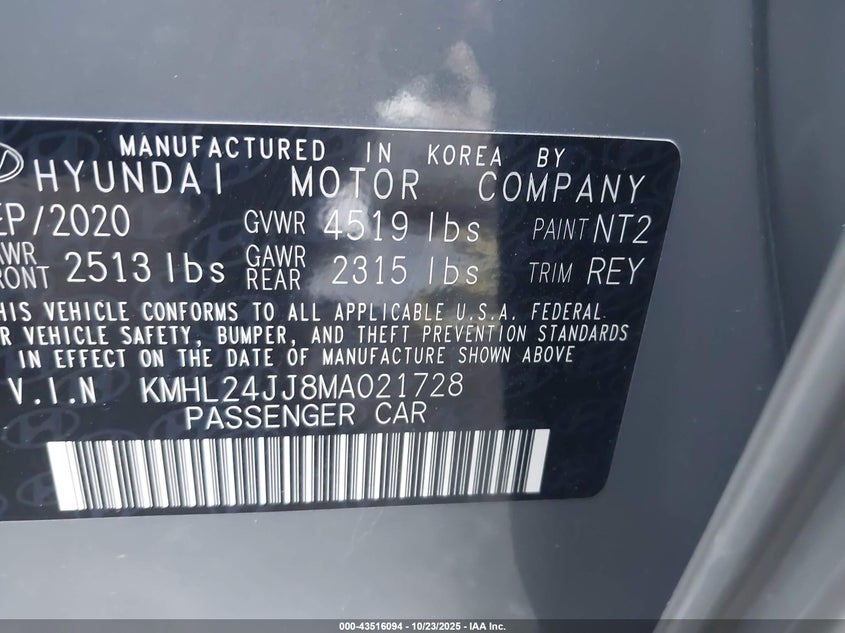 MANUFACTURED IN KOREA BY
HYUNDAI MOTOR COMPANY
EP/2020 GVWR 4519 lbs PAINT NT2
AWR RONT 2513 lbs GAWR REAR 2315 lbs TRIM REY
HIS VEHICLE CONFORMS TO ALL APPLICABLE U.S.A. FEDERAL
R VEHICLE SAFETY, BUMPER, AND THEFT PREVENTION STANDARDS
IN EFFECT ON THE DATE OF MANUFACTURE SHOWN ABOVE
V.I.N KMHL24JJ8MA021728
PASSENGER CAR
000-43516094 - 10/23/2025 - IAA Inc.